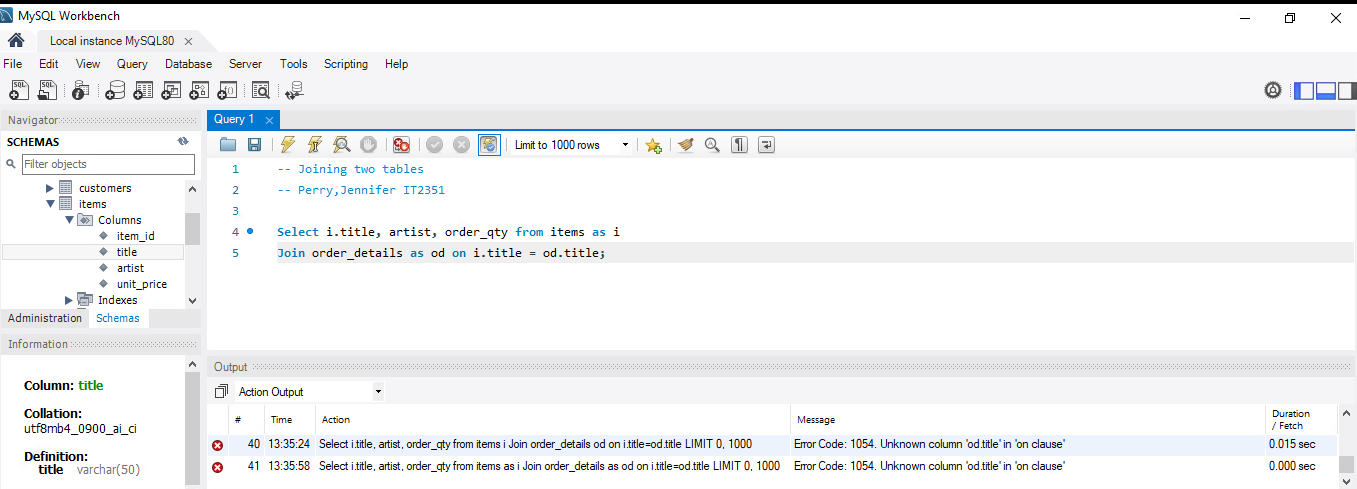 MySQL Workbench
Local instance MySQL80
File Edit View Query Database Server Tools Scripting Help
Navigator
SCHEMAS
Filter objects
customers
items
Columns
item_id
title
artist
unit_price
Indexes
Administration Schemas
Information
Column: title
Collation:
utf8mb4_0900_ai_ci
Definition:
title varchar(50)
Query 1
Limit to 1000 rows
1 -- Joining two tables
2 -- Perry,Jennifer IT2351
3
4 Select i.title, artist, order_qty from items as i
5 Join order_details as od on i.title = od.title;
Output
Action Output
# Time Action Message Duration / Fetch
40 13:35:24 Select i.title, artist, order_qty from items i Join order_details od on i.title=od.title LIMIT 0, 1000 Error Code: 1054. Unknown column 'od.title' in 'on clause' 0.015 sec
41 13:35:58 Select i.title, artist, order_qty from items as i Join order_details as od on i.title=od.title LIMIT 0, 1000 Error Code: 1054. Unknown column 'od.title' in 'on clause' 0.000 sec